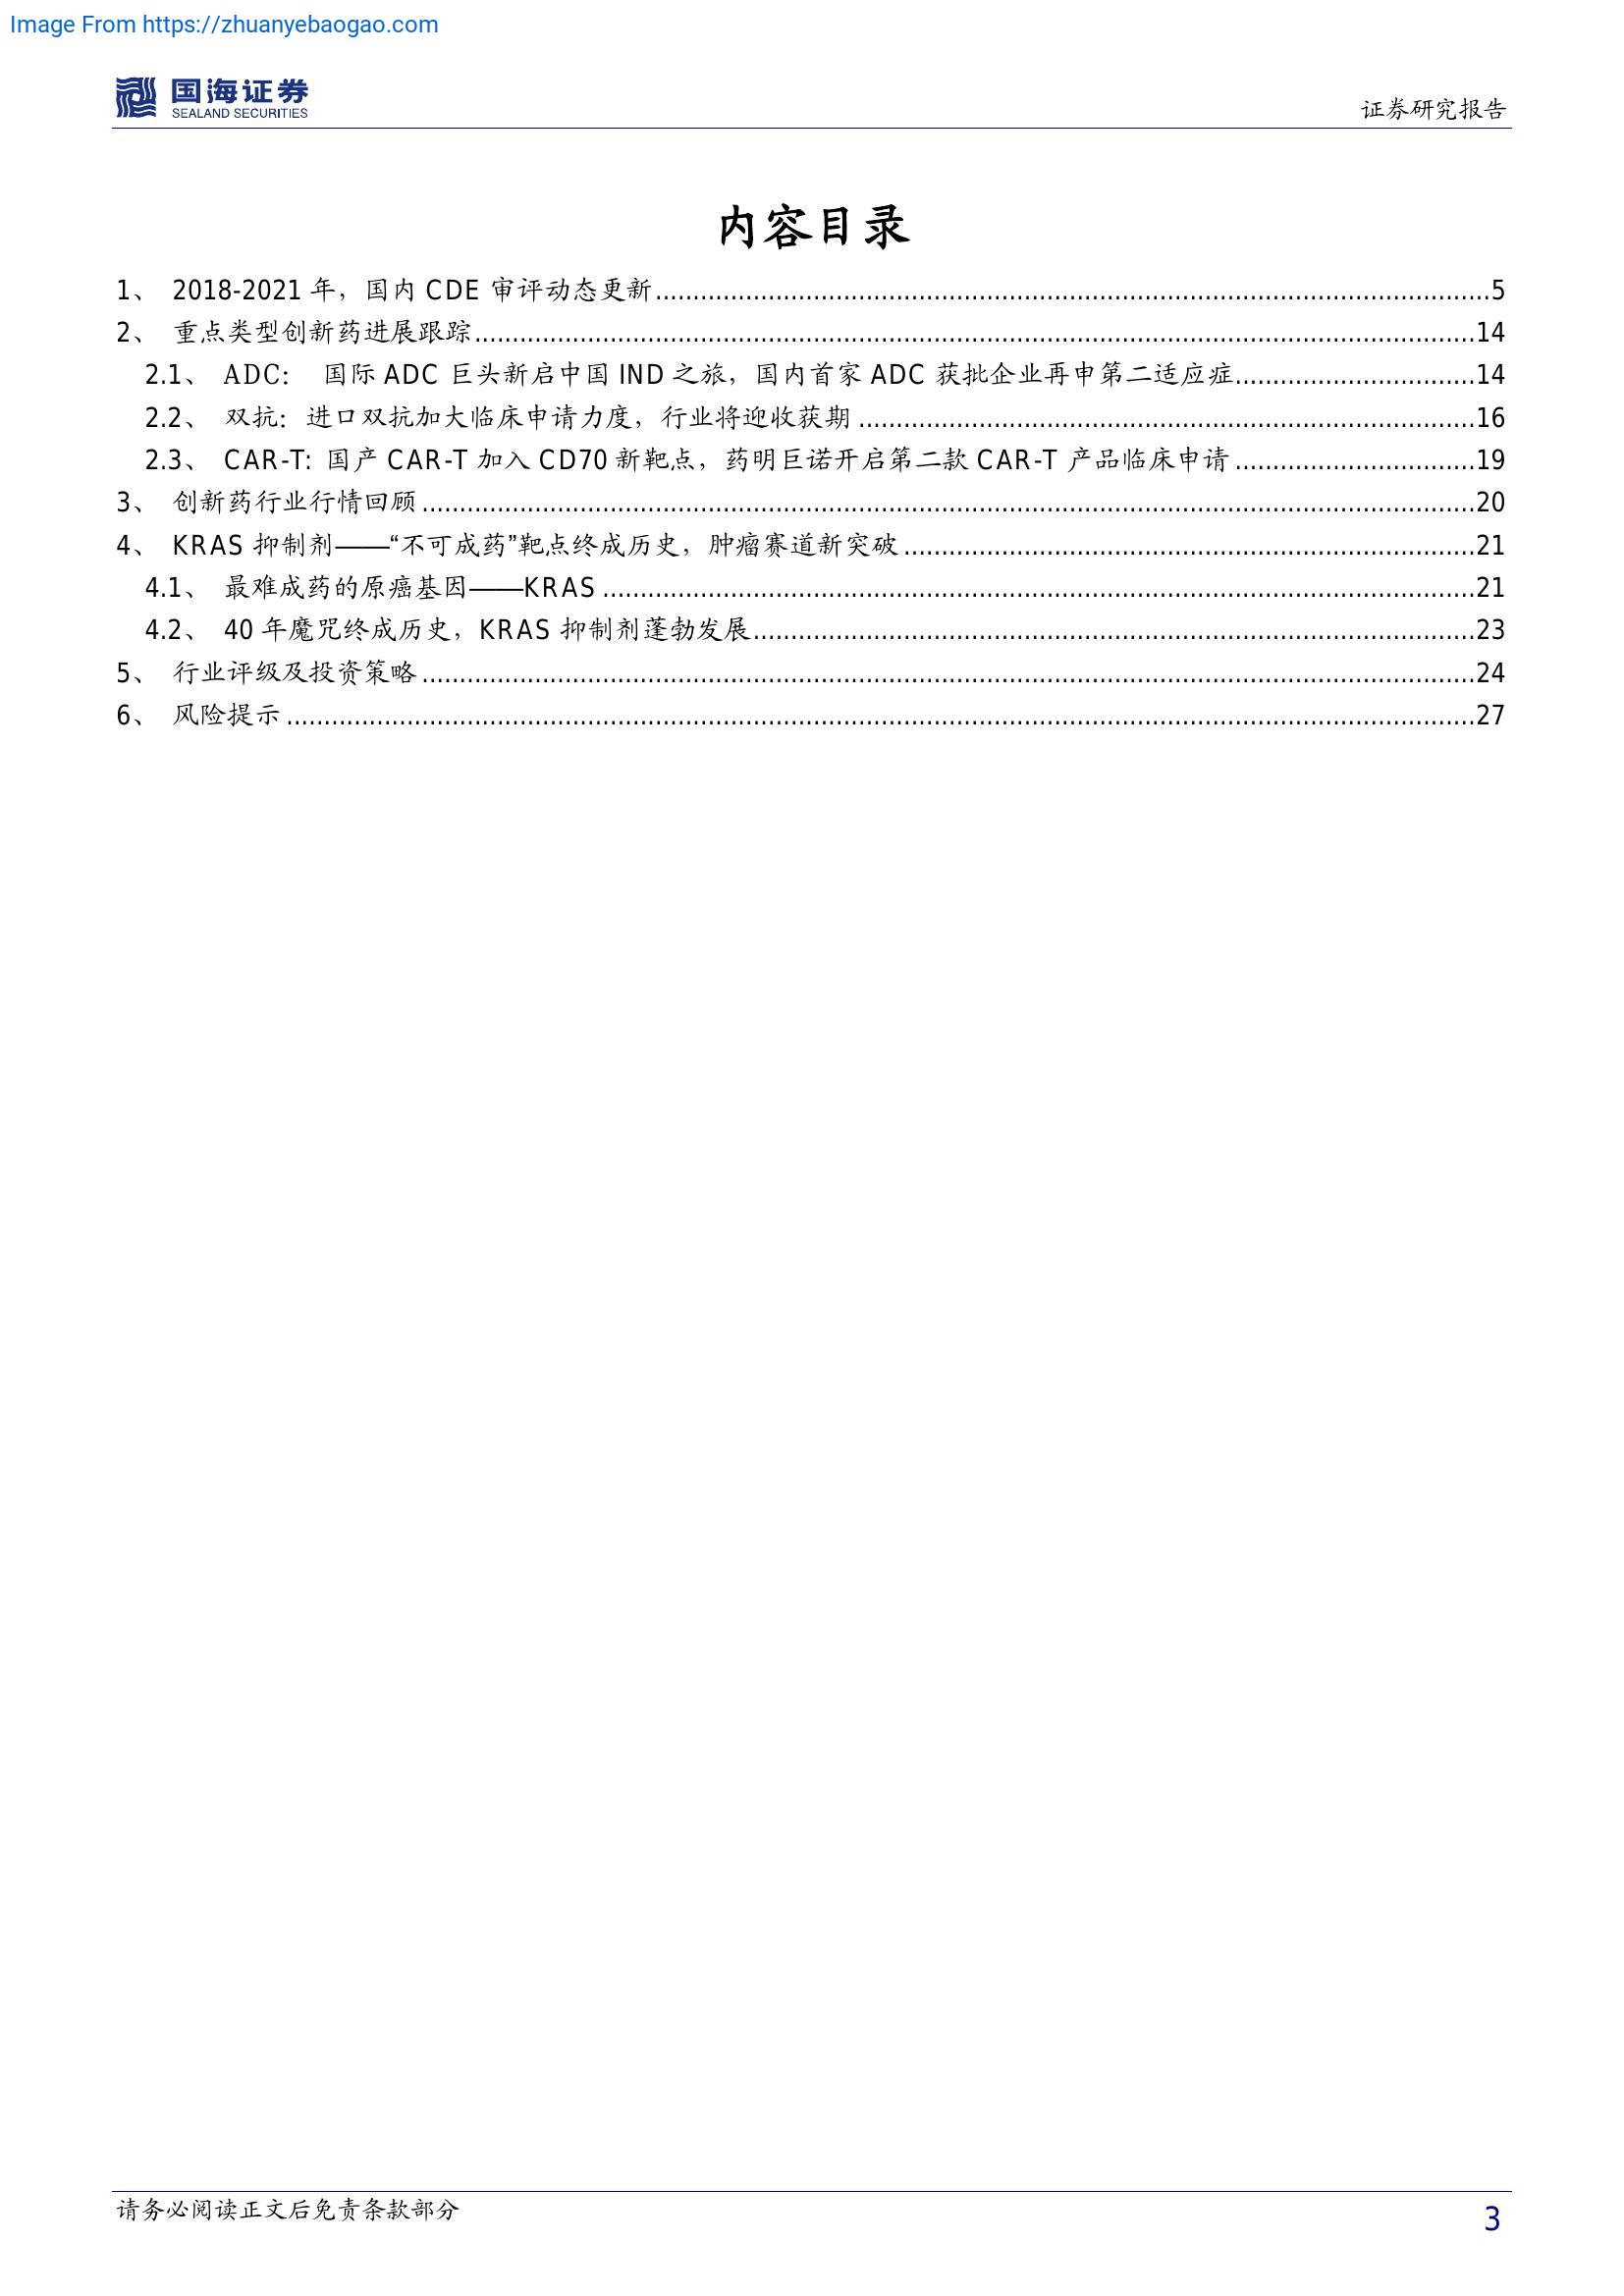 Image From https://zhuanyebaogao.com
国海证券
SEALAND SECURITIES
证券研究报告
内容目录
1、 2018-2021 年，国内 CDE 审评动态更新 5
2、 重点类型创新药进展跟踪 14
2.1、 ADC： 国际 ADC 巨头新启中国 IND 之旅，国内首家 ADC 获批企业再申第二适应症 14
2.2、 双抗：进口双抗加大临床申请力度，行业将迎收获期 16
2.3、 CAR-T: 国产 CAR-T 加入 CD70 新靶点，药明巨诺开启第二款 CAR-T 产品临床申请 19
3、 创新药行业行情回顾 20
4、 KRAS 抑制剂——“不可成药”靶点终成历史，肿瘤赛道新突破 21
4.1、 最难成药的原癌基因——KRAS 21
4.2、 40 年魔咒终成历史，KRAS 抑制剂蓬勃发展 23
5、 行业评级及投资策略 24
6、 风险提示 27
请务必阅读正文后免责条款部分
3